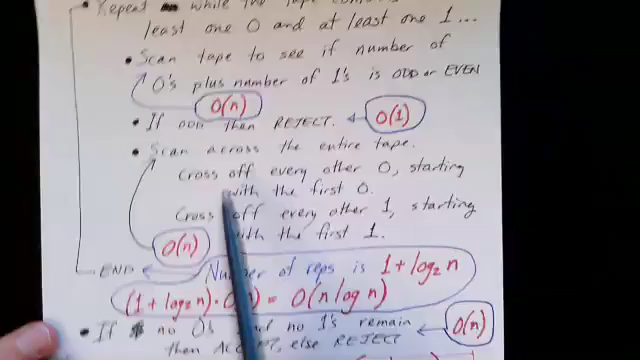 Repeat while the tape
least one 0 and at least one 1 ...
• Scan tape to see if number of
0's plus number of 1's is ODD or EVEN
O(n)
• If ODD then REJECT. O(1)
• Scan across the entire tape.
Cross off every other 0, starting
with the first 0.
Cross off every other 1, starting
with the first 1.
O(n)
END Number of reps is 1 + log₂ n
(1 + log₂ n) · O(n) = O(n log n)
• If no 0's and no 1's remain O(n)
then ACCEPT, else REJECT